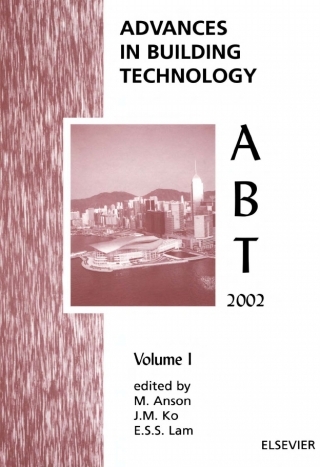 ADVANCES
IN BUILDING
TECHNOLOGY
A
B
T
2002
Volume I
edited by
M. Anson
J.M. Ko
E.S.S. Lam
ELSEVIER